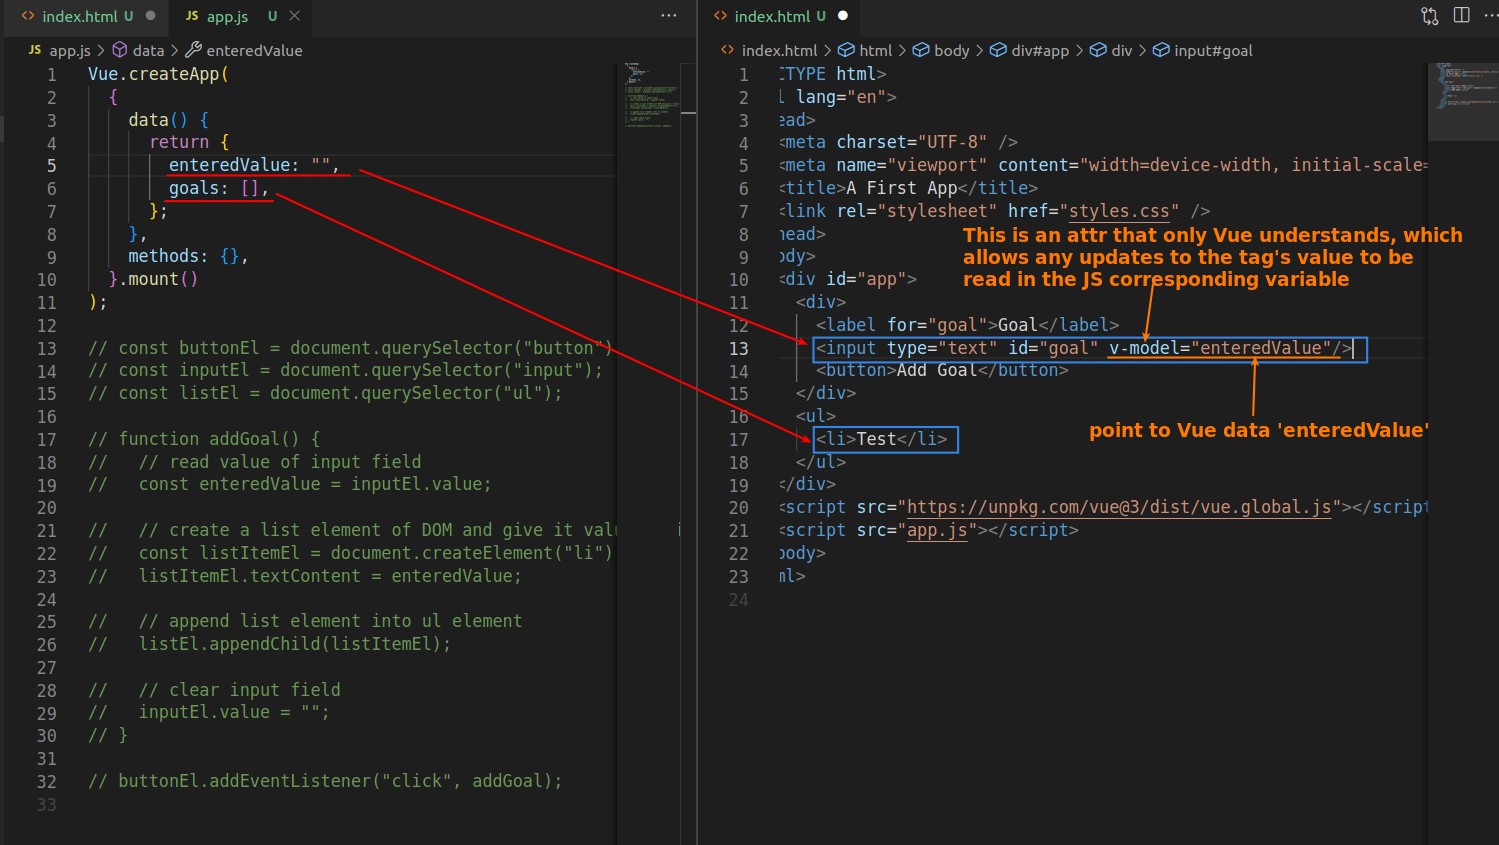 index.html U
JS app.js U
JS app.js > data > enteredValue
1 Vue.createApp(
2 {
3 data() {
4 return {
5 enteredValue: "",
6 goals: [],
7 };
8 },
9 methods: {},
10 }.mount()
11 );
12
13 // const buttonEl = document.querySelector("button")
14 // const inputEl = document.querySelector("input");
15 // const listEl = document.querySelector("ul");
16
17 // function addGoal() {
18 //   // read value of input field
19 //   const enteredValue = inputEl.value;
20
21 //   // create a list element of DOM and give it val
22 //   const listItemEl = document.createElement("li")
23 //   listItemEl.textContent = enteredValue;
24
25 //   // append list element into ul element
26 //   listEl.appendChild(listItemEl);
27
28 //   // clear input field
29 //   inputEl.value = "";
30 // }
31
32 // buttonEl.addEventListener("click", addGoal);
33
index.html U
index.html > html > body > div#app > div > input#goal
1 CTYPE html>
2 l lang="en">
3 ead>
4 <meta charset="UTF-8" />
5 <meta name="viewport" content="width=device-width, initial-scale=
6 <title>A First App</title>
7 <link rel="stylesheet" href="styles.css" />
8 head>
9 ody>
10 <div id="app">
11 <div>
12 <label for="goal">Goal</label>
13 <input type="text" id="goal" v-model="enteredValue"/>
14 <button>Add Goal</button>
15 </div>
16 <ul>
17 <li>Test</li>
18 </ul>
19 </div>
20 <script src="https://unpkg.com/vue@3/dist/vue.global.js"></script
21 <script src="app.js"></script>
22 body>
23 ml>
24
This is an attr that only Vue understands, which
allows any updates to the tag's value to be
read in the JS corresponding variable
point to Vue data 'enteredValue'